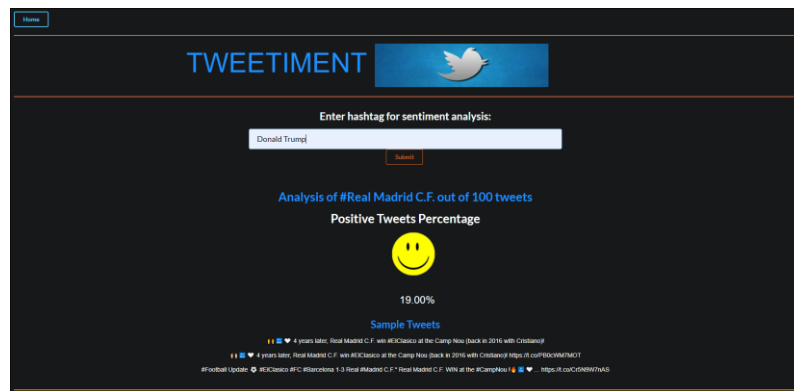 Home
TWEETIMENT
Enter hashtag for sentiment analysis:
Donald Trump
Submit
Analysis of #Real Madrid C.F. out of 100 tweets
Positive Tweets Percentage
19.00%
Sample Tweets
4 years later, Real Madrid C.F. win #ElClasico at the Camp Nou (back in 2016 with Cristiano)!
4 years later, Real Madrid C.F. win #ElClasico at the Camp Nou (back in 2016 with Cristiano)! https://t.co/PB0cWM7MOT
#Football Update ⚽ #ElClasico #FC #Barcelona 1-3 Real #Madrid C.F.* Real Madrid C.F. WIN at the #CampNou ! ... https://t.co/Cr5N9W7nAS